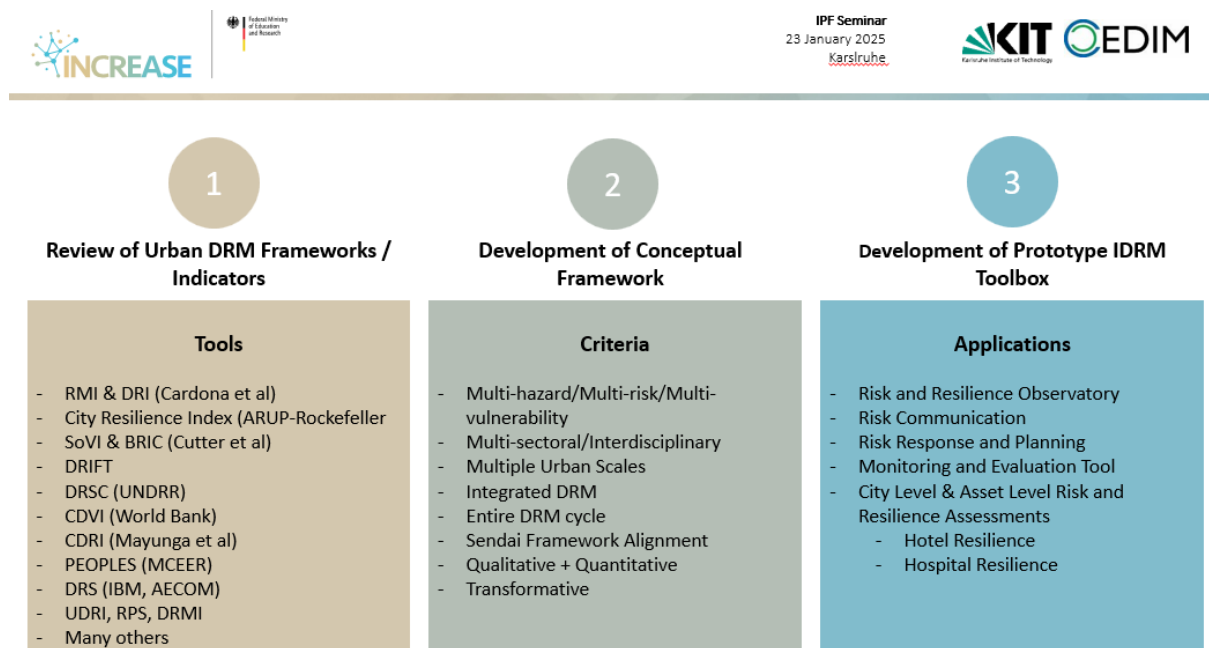 INCREASE
Federal Ministry
of Education
and Research
IPF Seminar
23 January 2025
Karslruhe
KIT
Karlsruhe Institute of Technology
CEDIM
1
Review of Urban DRM Frameworks /
Indicators
Tools
- RMI & DRI (Cardona et al)
- City Resilience Index (ARUP-Rockefeller
- SoVI & BRIC (Cutter et al)
- DRIFT
- DRSC (UNDRR)
- CDVI (World Bank)
- CDRI (Mayunga et al)
- PEOPLES (MCEER)
- DRS (IBM, AECOM)
- UDRI, RPS, DRMI
- Many others
2
Development of Conceptual
Framework
Criteria
- Multi-hazard/Multi-risk/Multi-
vulnerability
- Multi-sectoral/Interdisciplinary
- Multiple Urban Scales
- Integrated DRM
- Entire DRM cycle
- Sendai Framework Alignment
- Qualitative + Quantitative
- Transformative
3
Development of Prototype IDRM
Toolbox
Applications
- Risk and Resilience Observatory
- Risk Communication
- Risk Response and Planning
- Monitoring and Evaluation Tool
- City Level & Asset Level Risk and
Resilience Assessments
- Hotel Resilience
- Hospital Resilience